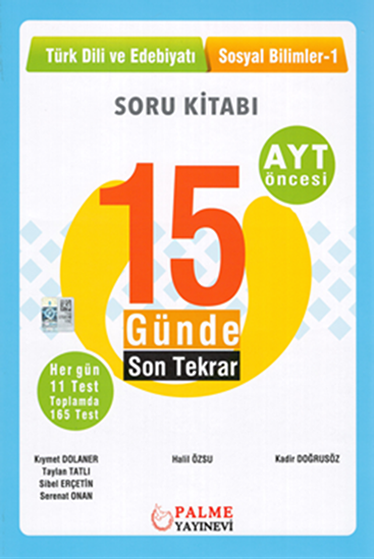 Türk Dili ve Edebiyatı
Sosyal Bilimler-1
SORU KİTABI
AYT
öncesi
15
Günde
Son Tekrar
Her gün
11 Test
Toplamda
165 Test
Kıymet DOLANER
Taylan TATLI
Sibel ERÇETİN
Serenat ONAN
Halil ÖZSU
Kadir DOĞRUSÖZ
PALME
YAYINEVİ